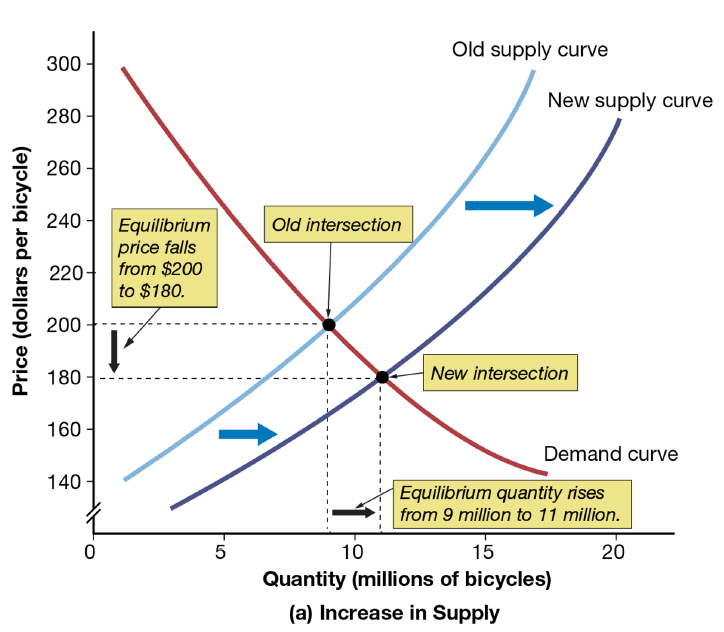 Old supply curve
New supply curve
Price (dollars per bicycle)
300
280
260
240
220
200
180
160
140
Equilibrium
price falls
from $200
to $180.
Old intersection
New intersection
Demand curve
Equilibrium quantity rises
from 9 million to 11 million.
0
5
10
15
20
Quantity (millions of bicycles)
(a) Increase in Supply